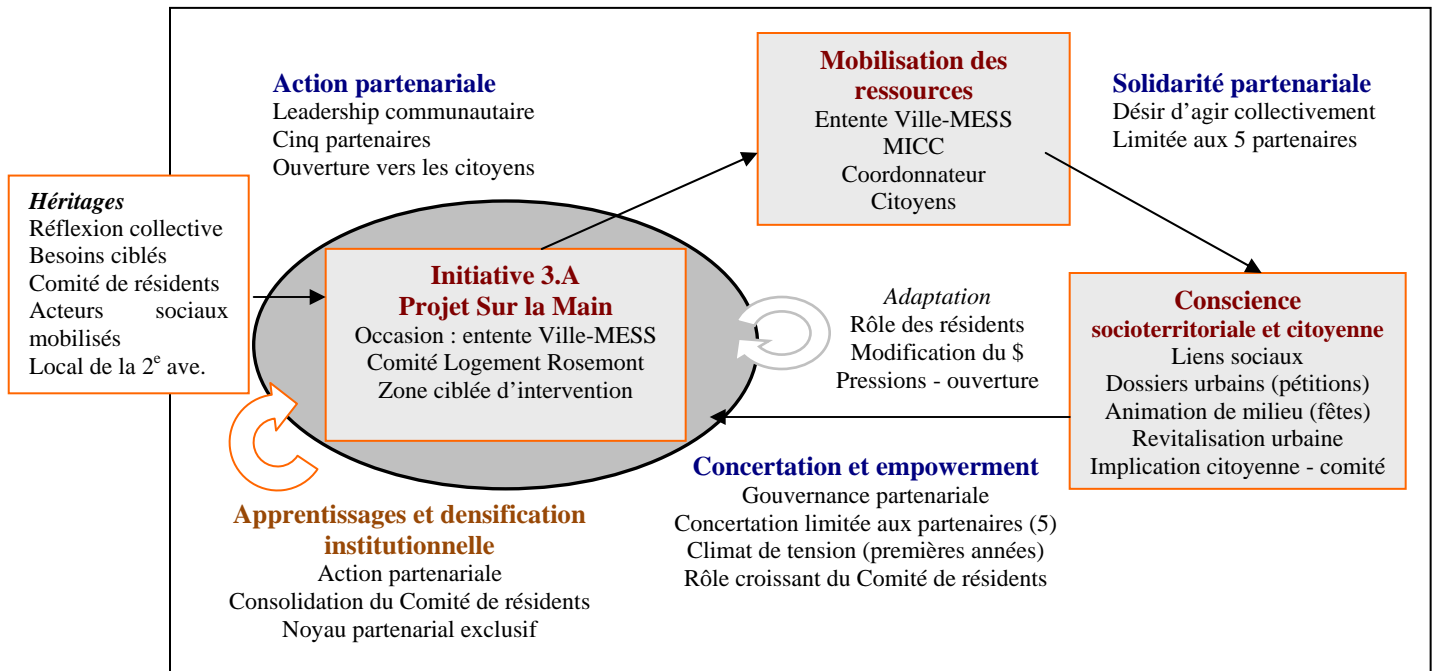 Action partenariale
Leadership communautaire
Cinq partenaires
Ouverture vers les citoyens
Mobilisation des
ressources
Entente Ville-MESS
MICC
Coordonnateur
Citoyens
Solidarité partenariale
Désir d’agir collectivement
Limitée aux 5 partenaires
Héritages
Réflexion collective
Besoins ciblés
Comité de résidents
Acteurs sociaux
mobilisés
Local de la 2e ave.
Initiative 3.A
Projet Sur la Main
Occasion : entente Ville-MESS
Comité Logement Rosemont
Zone ciblée d’intervention
Adaptation
Rôle des résidents
Modification du $
Pressions - ouverture
Conscience
socioterritoriale et citoyenne
Liens sociaux
Dossiers urbains (pétitions)
Animation de milieu (fêtes)
Revitalisation urbaine
Implication citoyenne - comité
Apprentissages et densification
institutionnelle
Action partenariale
Consolidation du Comité de résidents
Noyau partenarial exclusif
Concertation et empowerment
Gouvernance partenariale
Concertation limitée aux partenaires (5)
Climat de tension (premières années)
Rôle croissant du Comité de résidents